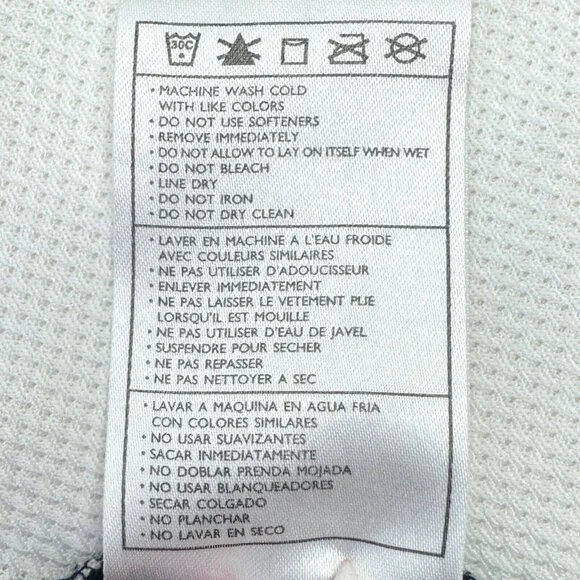 30C
• MACHINE WASH COLD
WITH LIKE COLORS
• DO NOT USE SOFTENERS
• REMOVE IMMEDIATELY
• DO NOT ALLOW TO LAY ON ITSELF WHEN WET
• DO NOT BLEACH
• LINE DRY
• DO NOT IRON
• DO NOT DRY CLEAN
• LAVER EN MACHINE A L'EAU FROIDE
AVEC COULEURS SIMILAIRES
• NE PAS UTILISER D'ADOUCISSEUR
• ENLEVER IMMEDIATEMENT
• NE PAS LAISSER LE VETEMENT PLIE
LORSQU'IL EST MOUILLE
• NE PAS UTILISER D'EAU DE JAVEL
• SUSPENDRE POUR SECHER
• NE PAS REPASSER
• NE PAS NETTOYER A SEC
• LAVAR A MAQUINA EN AGUA FRIA
CON COLORES SIMILARES
• NO USAR SUAVIZANTES
• SACAR INMEDIATAMENTE
• NO DOBLAR PRENDA MOJADA
• NO USAR BLANQUEADORES
• SECAR COLGADO
• NO PLANCHAR
• NO LAVAR EN SECO